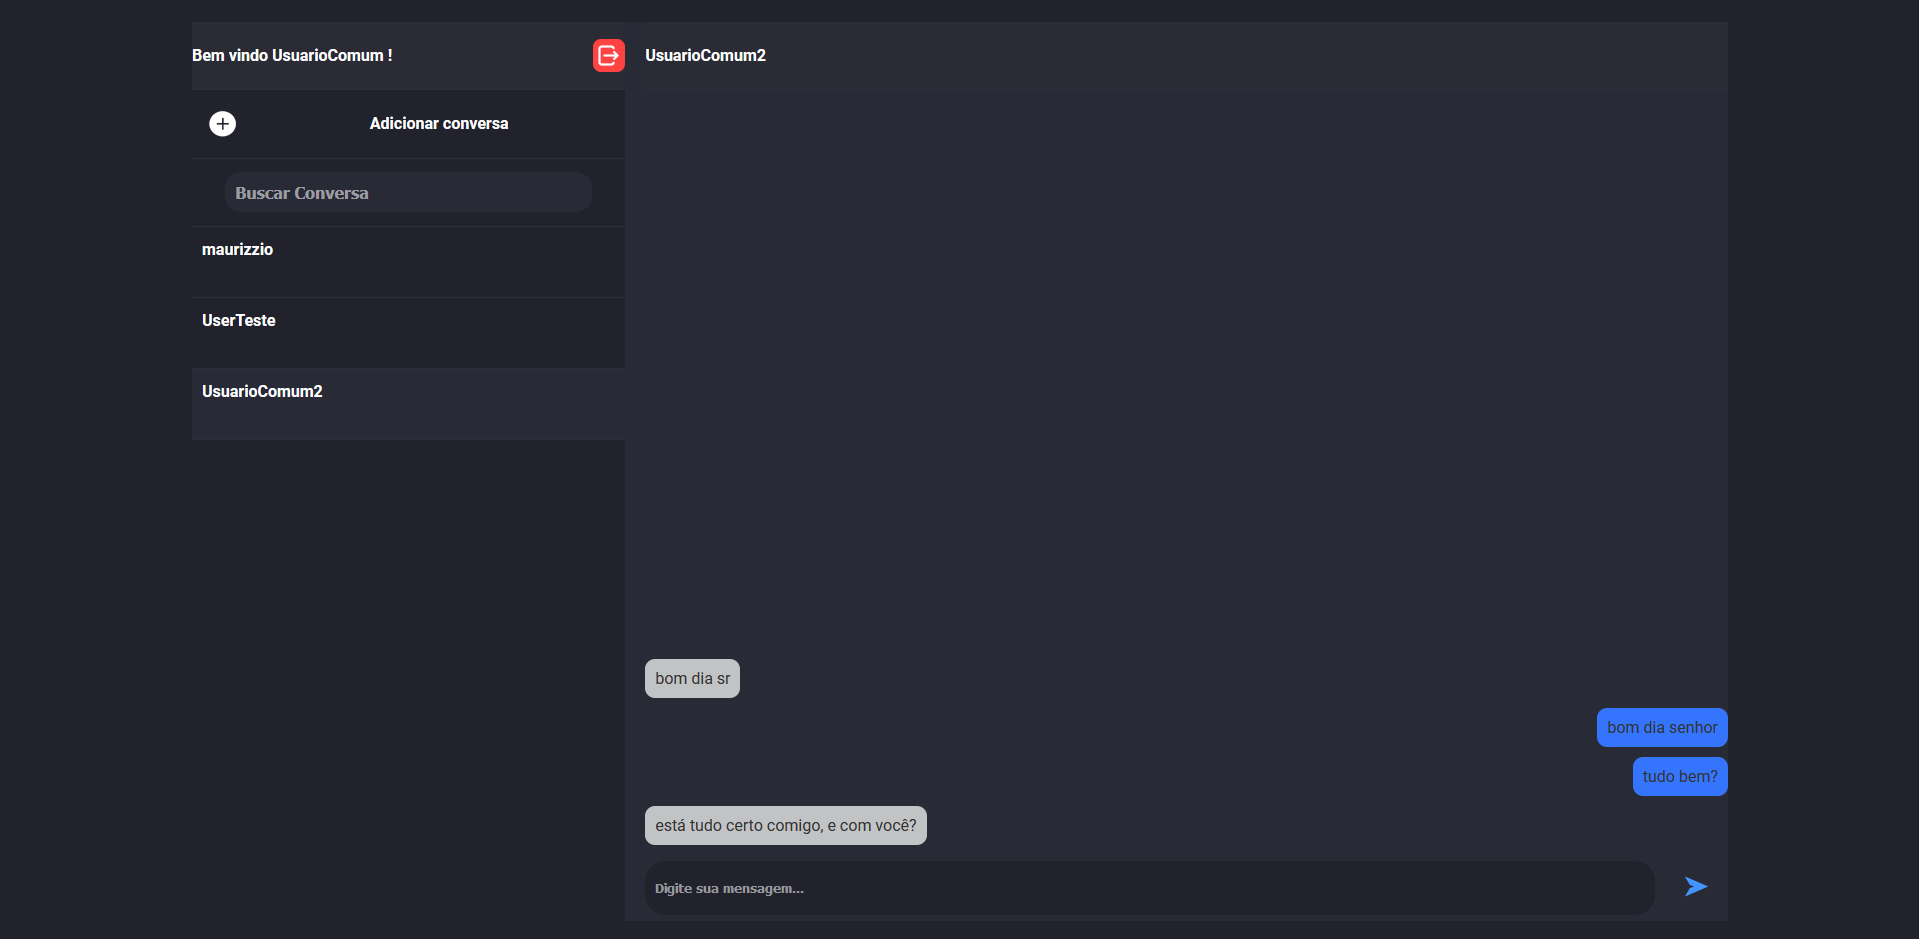 Bem vindo UsuarioComum !
Adicionar conversa
Buscar Conversa
maurizzio
UserTeste
UsuarioComum2
UsuarioComum2
bom dia sr
bom dia senhor
tudo bem?
está tudo certo comigo, e com você?
Digite sua mensagem...